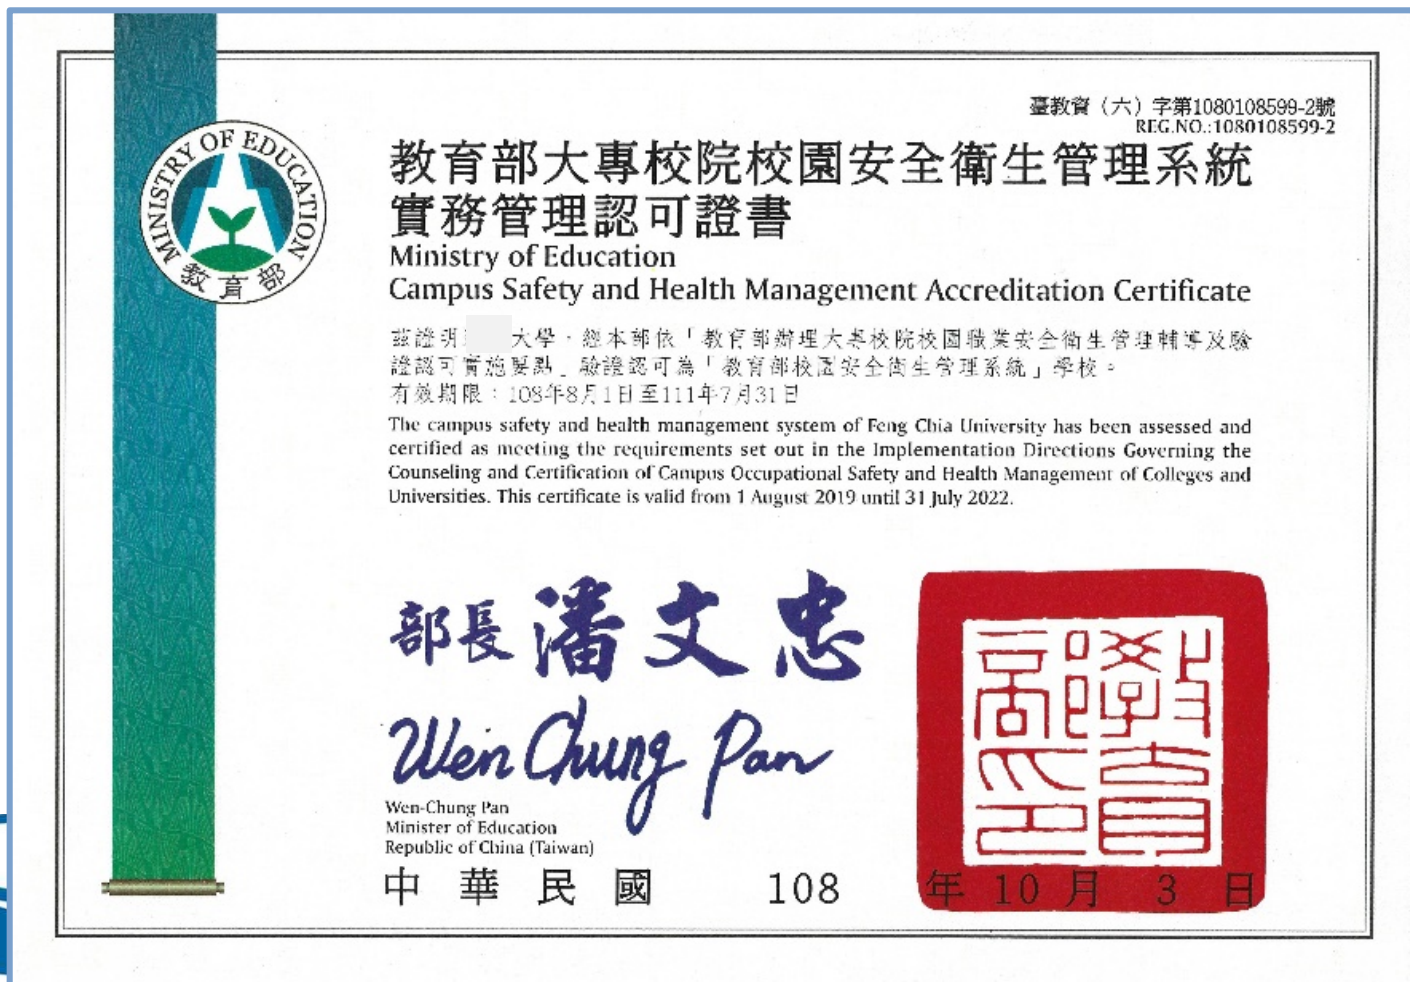 臺教資（六）字第1080108599-2號
REG.NO.:1080108599-2
MINISTRY OF EDUCATION
教育部
教育部大專校院校園安全衛生管理系統
實務管理認可證書
Ministry of Education
Campus Safety and Health Management Accreditation Certificate
茲證明 大學，經本部依「教育部辦理大專校院校園職業安全衛生管理輔導及驗
證認可實施要點」驗證認可為「教育部校園安全衛生管理系統」學校。
有效期限：108年8月1日至111年7月31日
The campus safety and health management system of Feng Chia University has been assessed and
certified as meeting the requirements set out in the Implementation Directions Governing the
Counseling and Certification of Campus Occupational Safety and Health Management of Colleges and
Universities. This certificate is valid from 1 August 2019 until 31 July 2022.
部長 潘文忠
Wen Chung Pan
Wen-Chung Pan
Minister of Education
Republic of China (Taiwan)
教育部印
中華民國 108 年 10 月 3 日